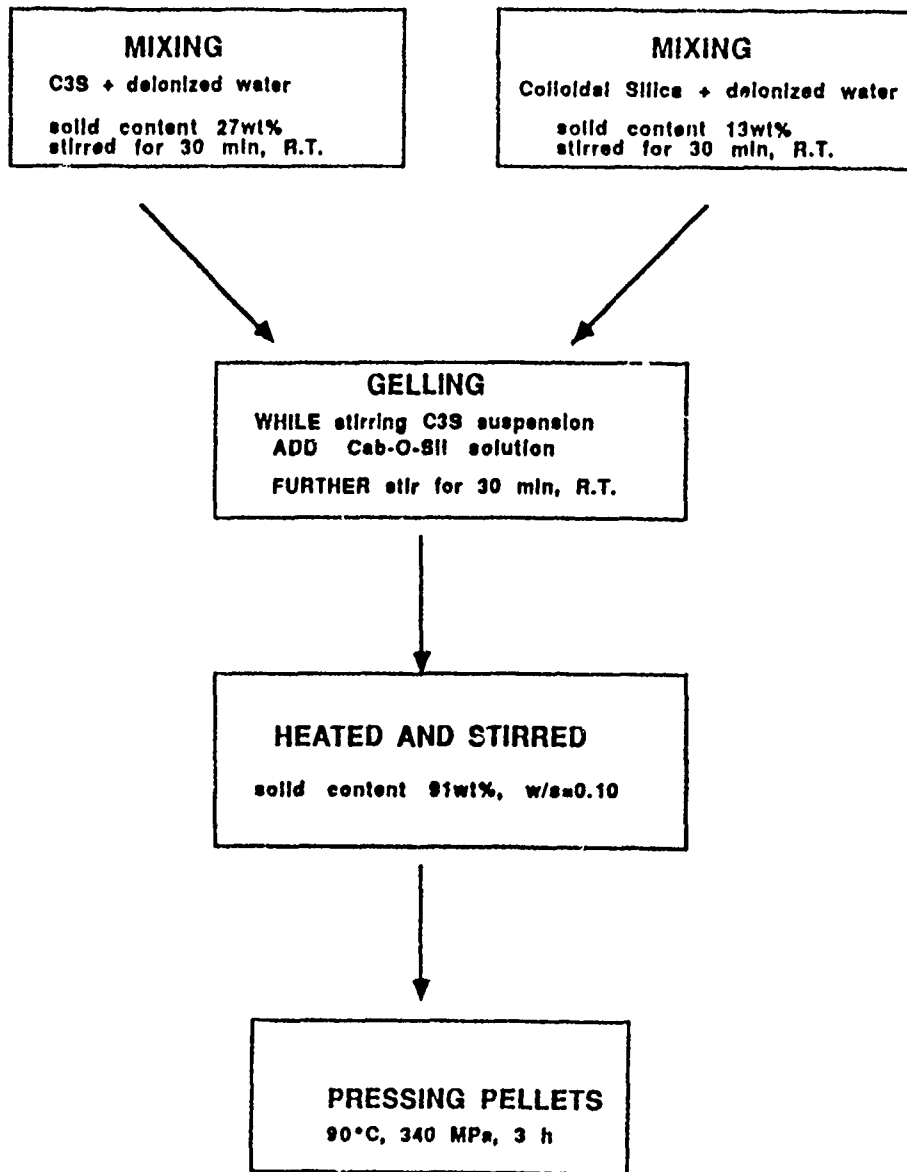 MIXING
C3S + deionized water
solid content 27wt%
stirred for 30 min, R.T.
MIXING
Colloidal Silica + deionized water
solid content 13wt%
stirred for 30 min, R.T.
GELLING
WHILE stirring C3S suspension
ADD Cab-O-Sil solution
FURTHER stir for 30 min, R.T.
HEATED AND STIRRED
solid content 91wt%, w/s=0.10
PRESSING PELLETS
90°C, 340 MPa, 3 h